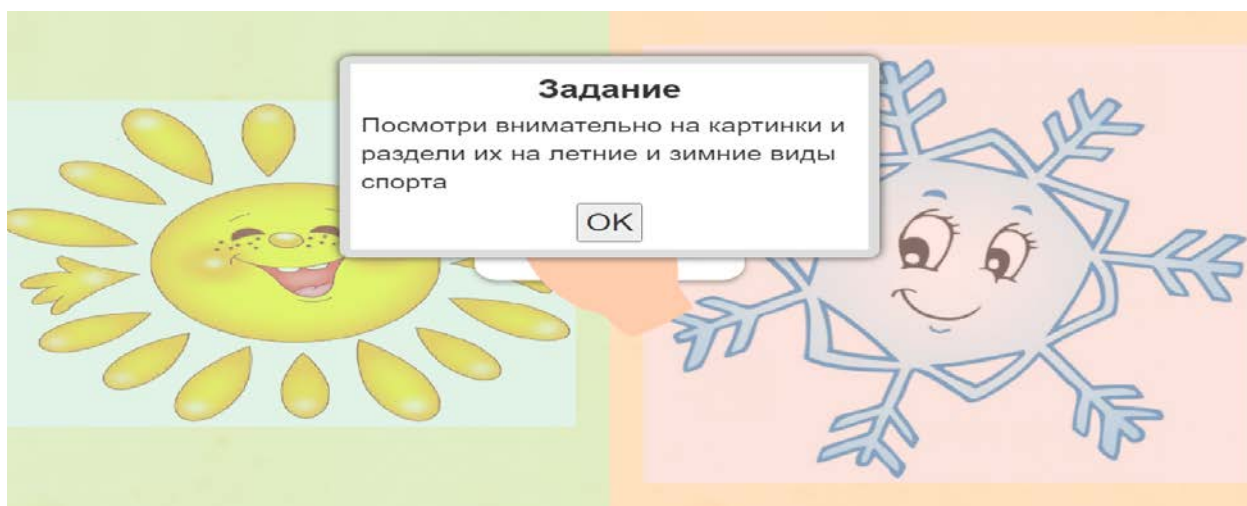 Задание
Посмотри внимательно на картинки и
раздели их на летние и зимние виды
спорта
OK